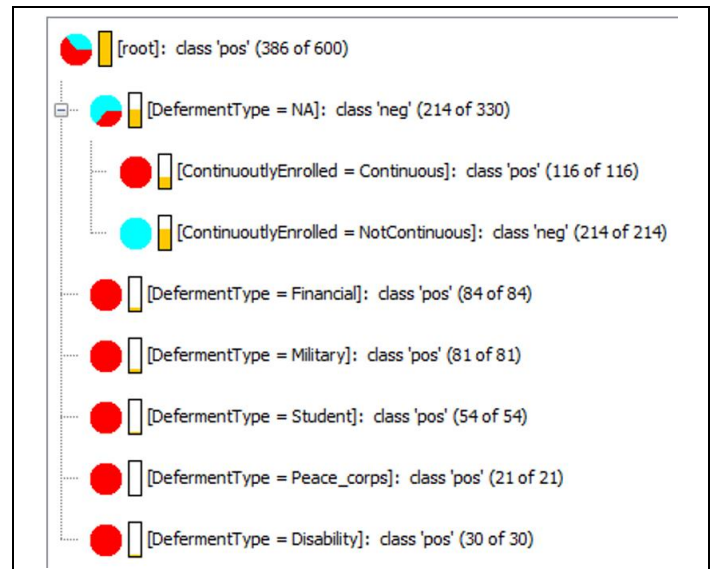 [root]: class 'pos' (386 of 600)
[DefermentType = NA]: class 'neg' (214 of 330)
[ContinuoutlyEnrolled = Continuous]: class 'pos' (116 of 116)
[ContinuoutlyEnrolled = NotContinuous]: class 'neg' (214 of 214)
[DefermentType = Financial]: class 'pos' (84 of 84)
[DefermentType = Military]: class 'pos' (81 of 81)
[DefermentType = Student]: class 'pos' (54 of 54)
[DefermentType = Peace_corps]: class 'pos' (21 of 21)
[DefermentType = Disability]: class 'pos' (30 of 30)